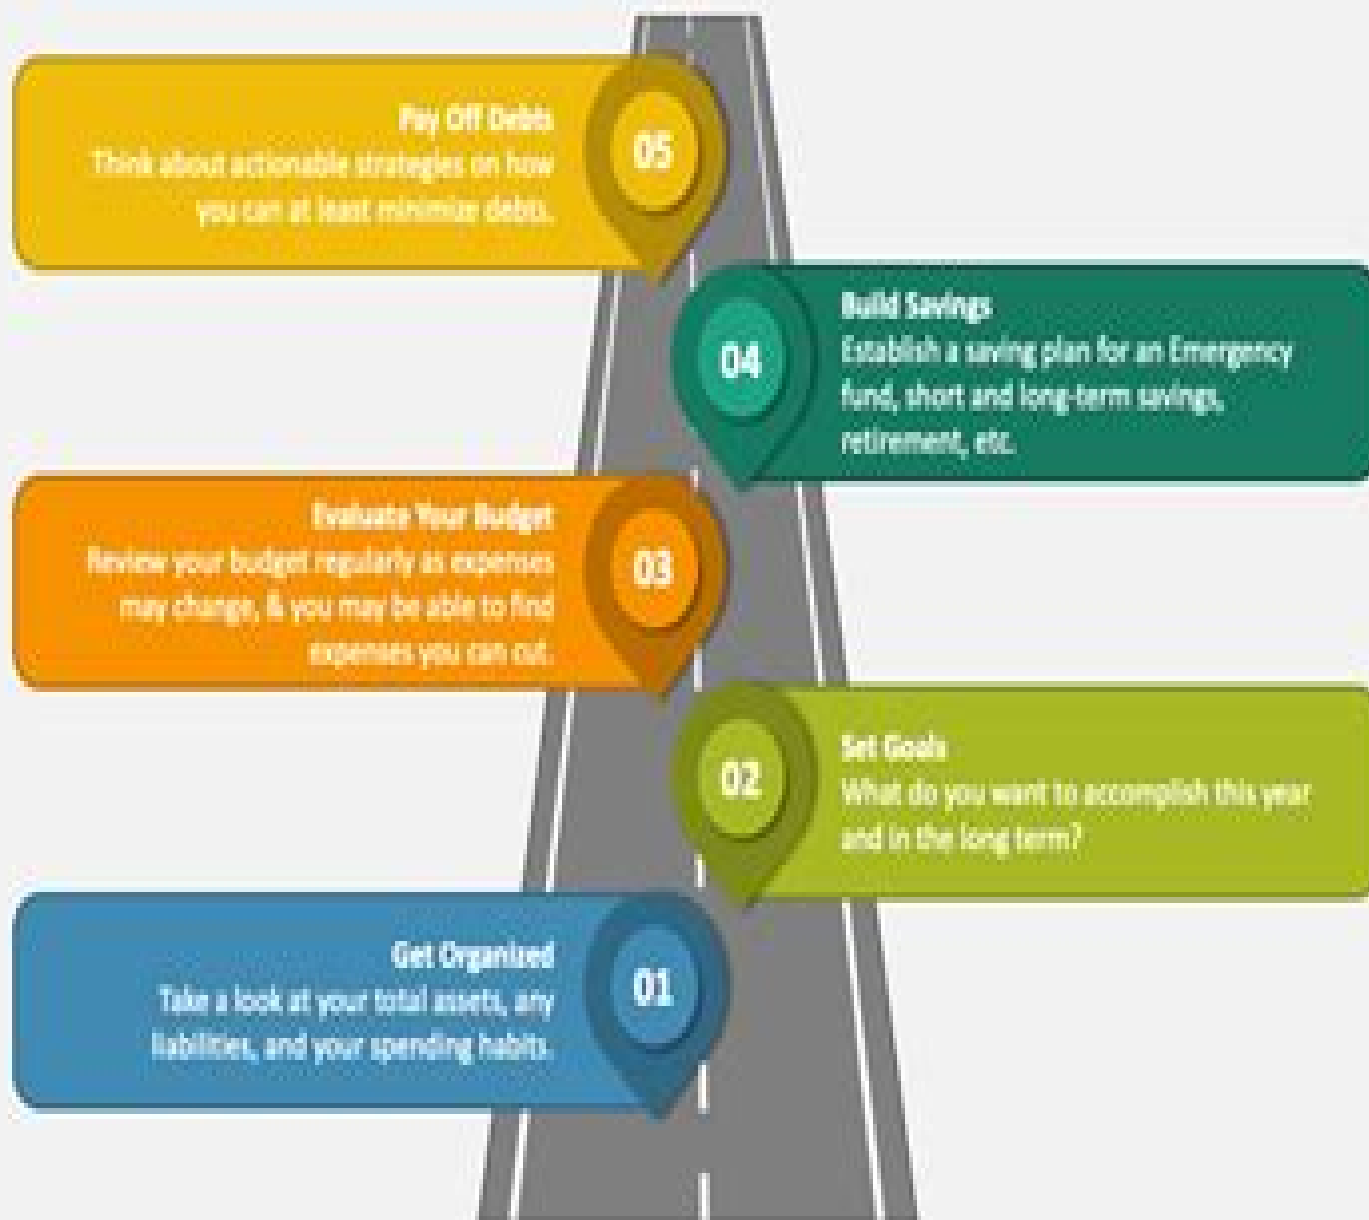 05
Pay Off Debts
Think about actionable strategies on how
you can at least minimize debts.
04
Build Savings
Establish a saving plan for an Emergency
fund, short and long-term savings,
retirement, etc.
03
Evaluate Your Budget
Review your budget regularly as expenses
may change, & you may be able to find
expenses you can cut.
02
Set Goals
What do you want to accomplish this year
and in the long term?
01
Get Organized
Take a look at your total assets, any
liabilities, and your spending habits.